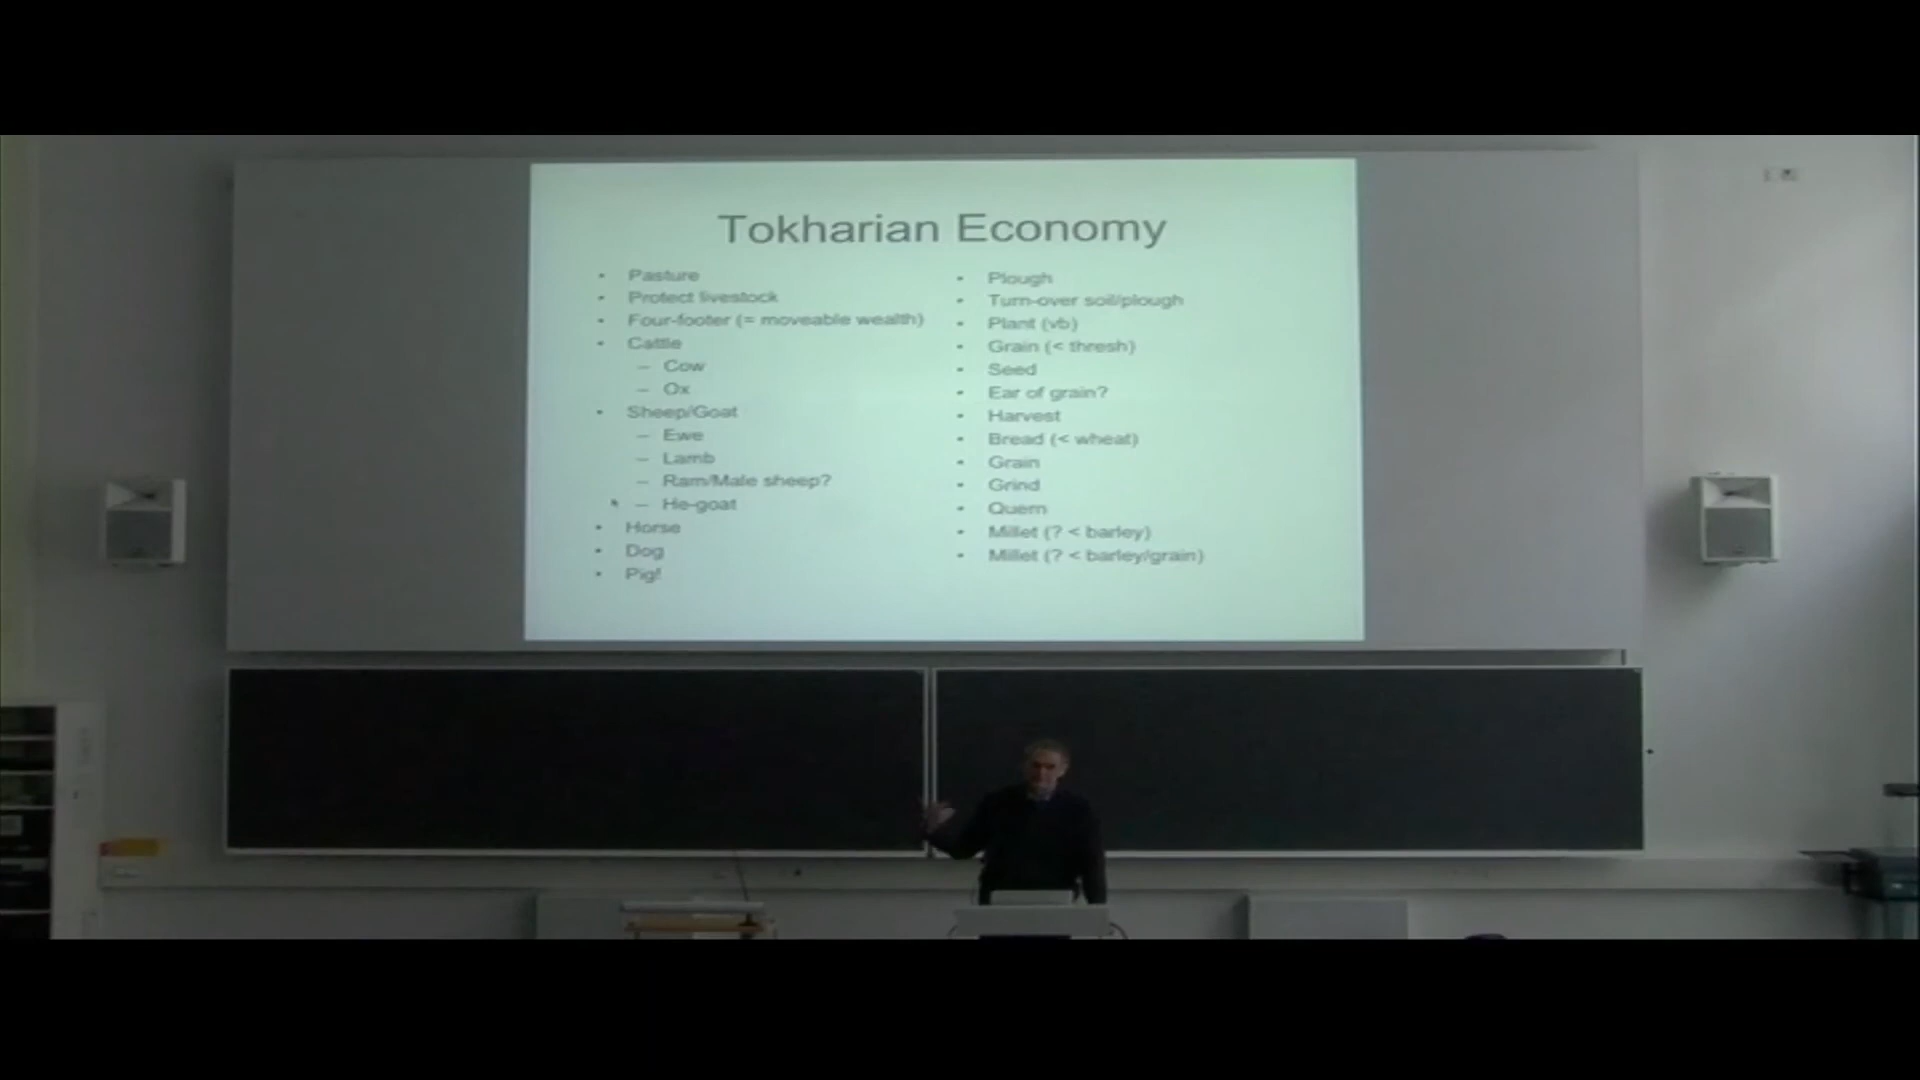 Tokharian Economy
• Pasture
• Protect livestock
• Four-footer (= moveable wealth)
• Cattle
– Cow
– Ox
• Sheep/Goat
– Ewe
– Lamb
– Ram/Male sheep?
– He-goat
• Horse
• Dog
• Pig!
• Plough
• Turn-over soil/plough
• Plant (vb)
• Grain (< thresh)
• Seed
• Ear of grain?
• Harvest
• Bread (< wheat)
• Grain
• Grind
• Quern
• Millet (? < barley)
• Millet (? < barley/grain)